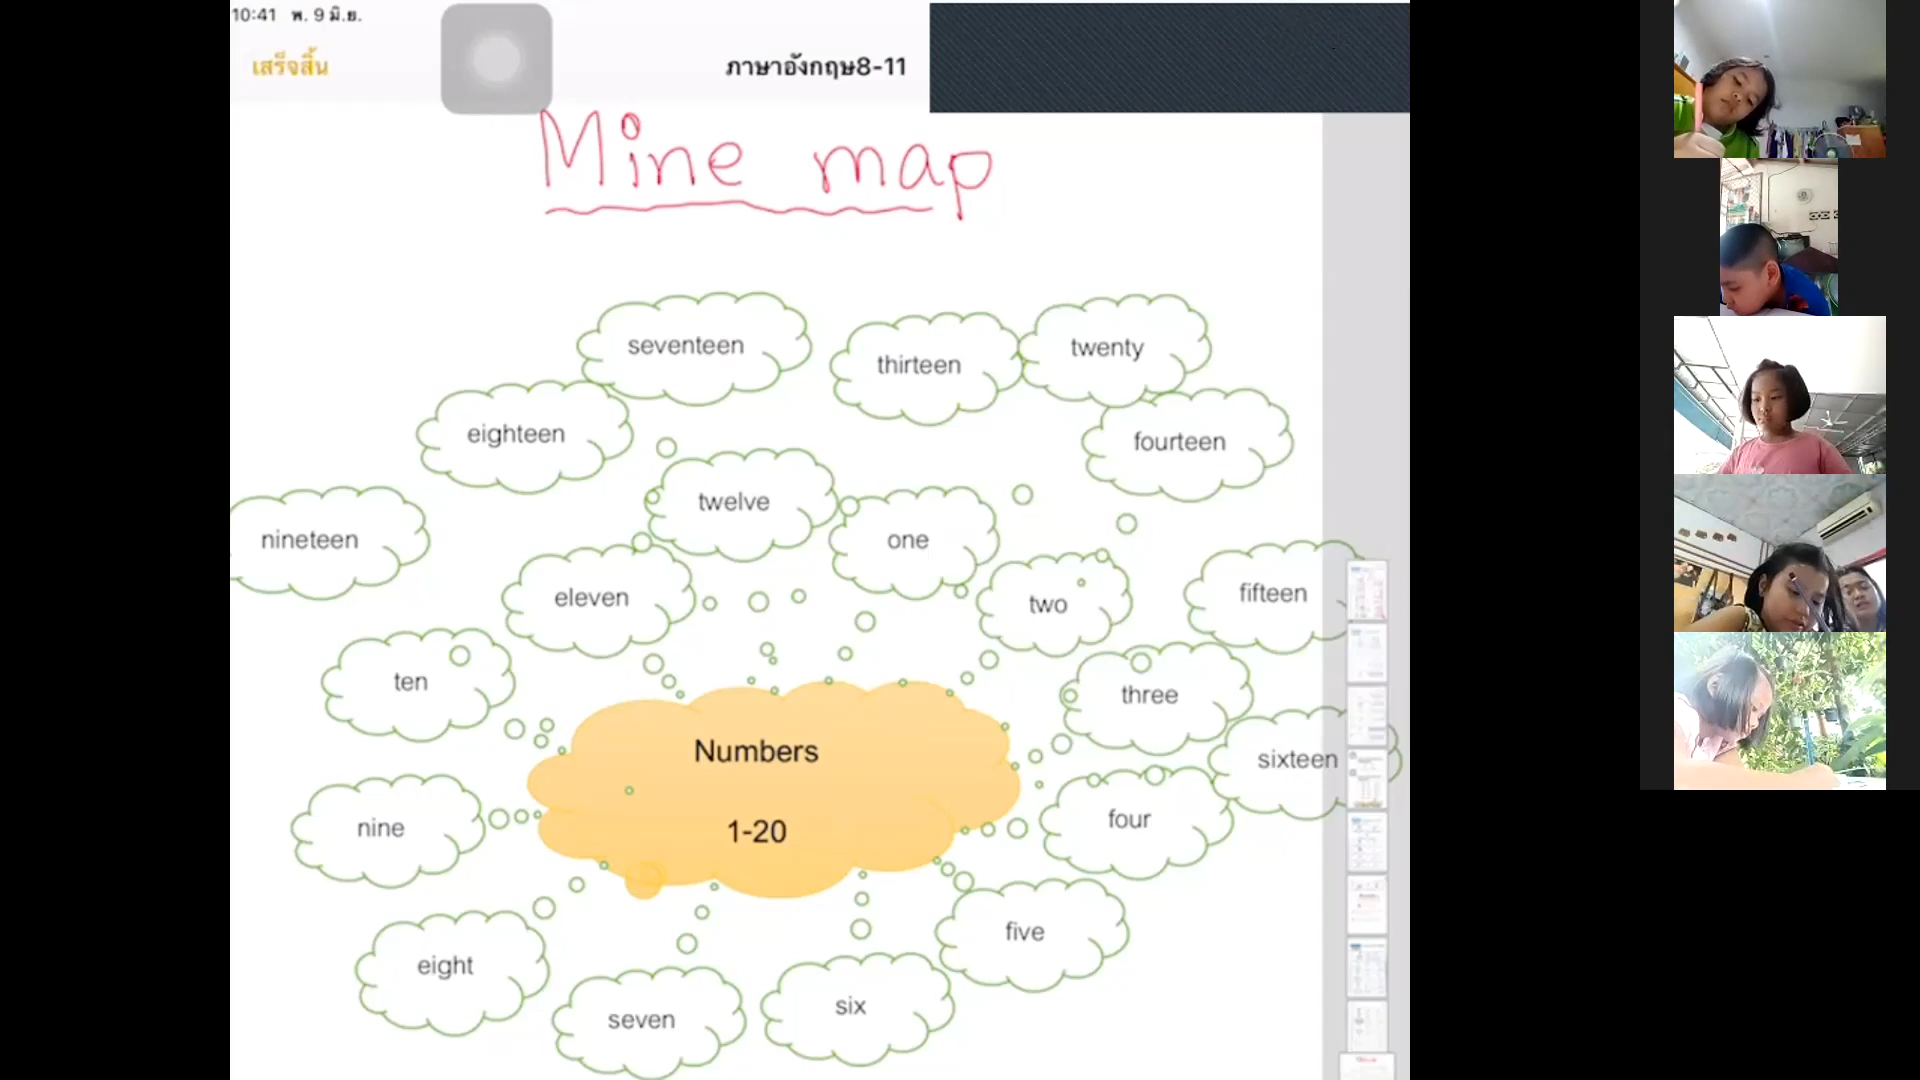 10:41 พ. 9 มิ.ย.
เสร็จสิ้น
ภาษาอังกฤษ8-11
Mine map
seventeen
thirteen
twenty
eighteen
fourteen
twelve
one
nineteen
eleven
two
fifteen
ten
three
Numbers
1-20
sixteen
nine
four
eight
five
seven
six